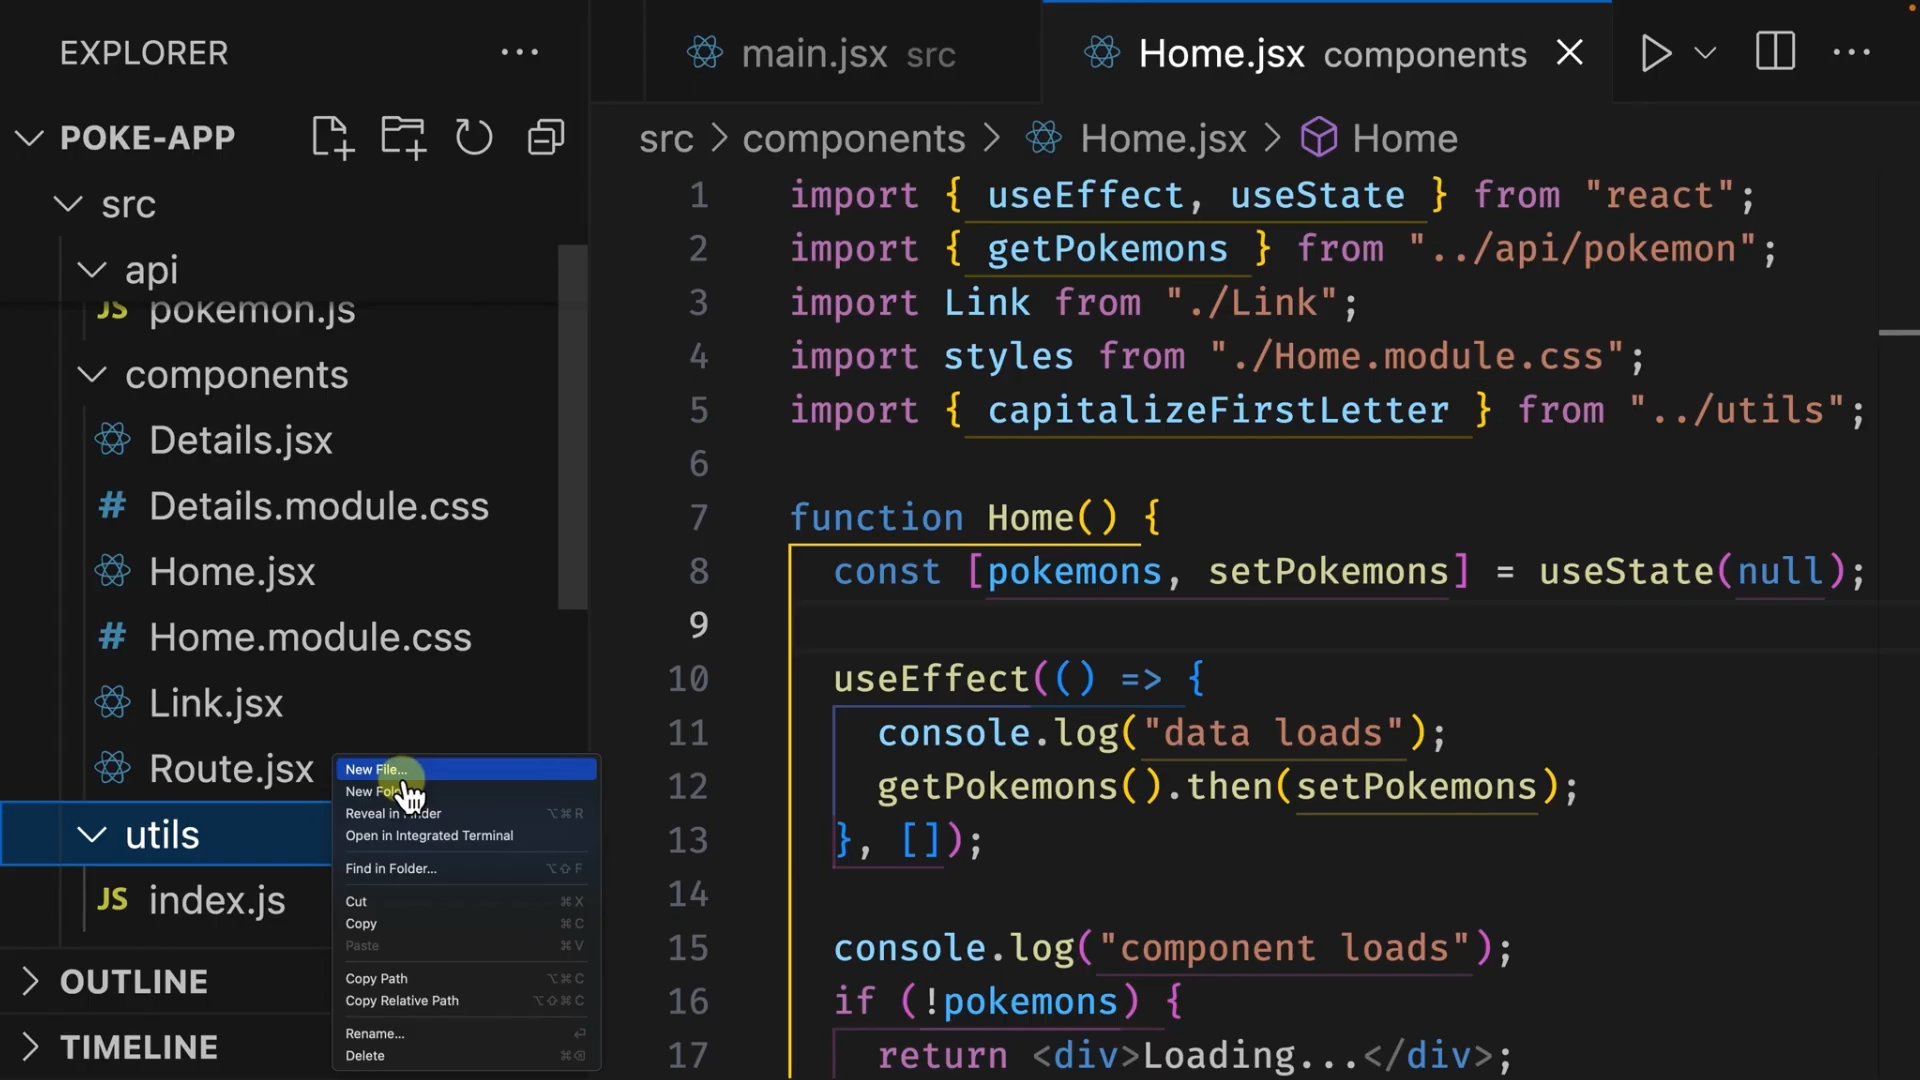 EXPLORER
POKE-APP
src
api
JS pokemon.js
components
Details.jsx
# Details.module.css
Home.jsx
# Home.module.css
Link.jsx
Route.jsx
utils
JS index.js
OUTLINE
TIMELINE
New File...
New Fol
Reveal in Finder ⌥⌘R
Open in Integrated Terminal
Find in Folder... ⌥⇧F
Cut ⌘X
Copy ⌘C
Paste ⌘V
Copy Path ⌥⌘C
Copy Relative Path ⌥⇧⌘C
Rename... ⏎
Delete ⌘⌫
main.jsx src
Home.jsx components
src > components > Home.jsx > Home
1 import { useEffect, useState } from "react";
2 import { getPokemons } from "../api/pokemon";
3 import Link from "./Link";
4 import styles from "./Home.module.css";
5 import { capitalizeFirstLetter } from "../utils";
6
7 function Home() {
8 const [pokemons, setPokemons] = useState(null);
9
10 useEffect(() => {
11 console.log("data loads");
12 getPokemons().then(setPokemons);
13 }, []);
14
15 console.log("component loads");
16 if (!pokemons) {
17 return <div>Loading...</div>;